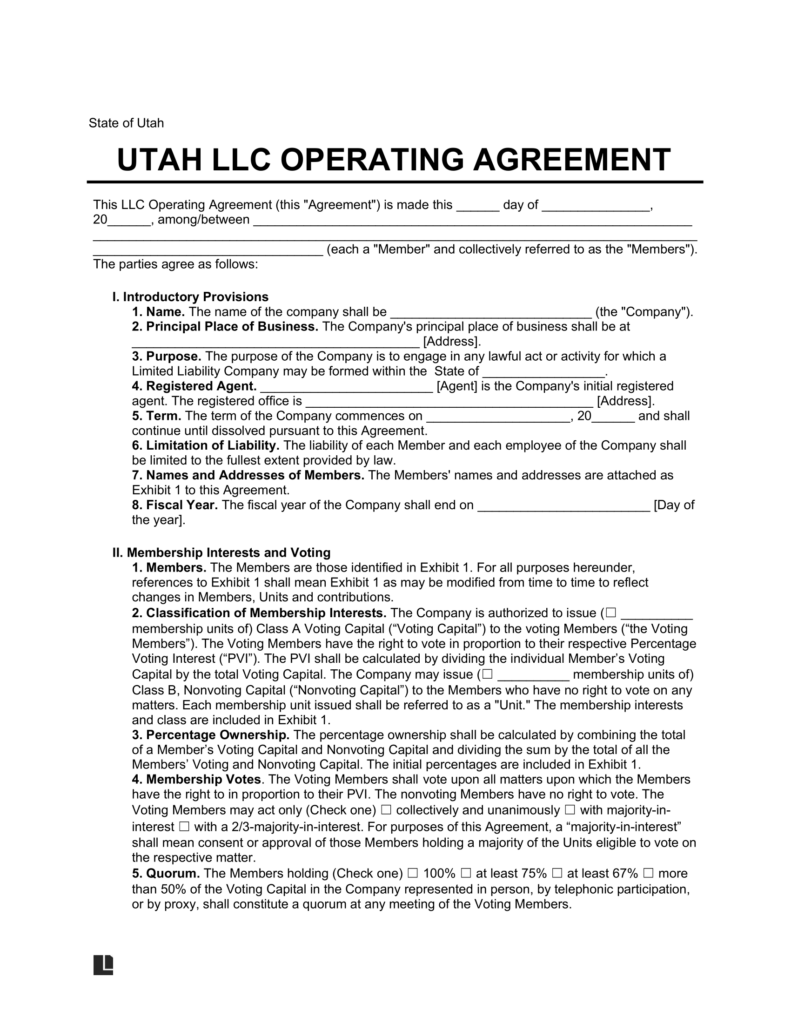 State of Utah
UTAH LLC OPERATING AGREEMENT
This LLC Operating Agreement (this "Agreement") is made this ______ day of _______________,
20______, among/between _____________________________________________________________
____________________________________________________________________________________
________________________________ (each a "Member" and collectively referred to as the "Members").
The parties agree as follows:
I. Introductory Provisions
1. Name. The name of the company shall be ____________________________ (the "Company").
2. Principal Place of Business. The Company's principal place of business shall be at
________________________________________ [Address].
3. Purpose. The purpose of the Company is to engage in any lawful act or activity for which a
Limited Liability Company may be formed within the State of _________________.
4. Registered Agent. ________________________ [Agent] is the Company's initial registered
agent. The registered office is ________________________________________ [Address].
5. Term. The term of the Company commences on ____________________, 20______ and shall
continue until dissolved pursuant to this Agreement.
6. Limitation of Liability. The liability of each Member and each employee of the Company shall
be limited to the fullest extent provided by law.
7. Names and Addresses of Members. The Members' names and addresses are attached as
Exhibit 1 to this Agreement.
8. Fiscal Year. The fiscal year of the Company shall end on ________________________ [Day of
the year].
II. Membership Interests and Voting
1. Members. The Members are those identified in Exhibit 1. For all purposes hereunder,
references to Exhibit 1 shall mean Exhibit 1 as may be modified from time to time to reflect
changes in Members, Units and contributions.
2. Classification of Membership Interests. The Company is authorized to issue (☐ __________
membership units of) Class A Voting Capital (“Voting Capital”) to the voting Members (“the Voting
Members”). The Voting Members have the right to vote in proportion to their respective Percentage
Voting Interest (“PVI”). The PVI shall be calculated by dividing the individual Member’s Voting
Capital by the total Voting Capital. The Company may issue (☐ __________ membership units of)
Class B, Nonvoting Capital (“Nonvoting Capital”) to the Members who have no right to vote on any
matters. Each membership unit issued shall be referred to as a "Unit." The membership interests
and class are included in Exhibit 1.
3. Percentage Ownership. The percentage ownership shall be calculated by combining the total
of a Member’s Voting Capital and Nonvoting Capital and dividing the sum by the total of all the
Members’ Voting and Nonvoting Capital. The initial percentages are included in Exhibit 1.
4. Membership Votes. The Voting Members shall vote upon all matters upon which the Members
have the right to in proportion to their PVI. The nonvoting Members have no right to vote. The
Voting Members may act only (Check one) ☐ collectively and unanimously ☐ with majority-in-
interest ☐ with a 2/3-majority-in-interest. For purposes of this Agreement, a “majority-in-interest”
shall mean consent or approval of those Members holding a majority of the Units eligible to vote on
the respective matter.
5. Quorum. The Members holding (Check one) ☐ 100% ☐ at least 75% ☐ at least 67% ☐ more
than 50% of the Voting Capital in the Company represented in person, by telephonic participation,
or by proxy, shall constitute a quorum at any meeting of the Voting Members.